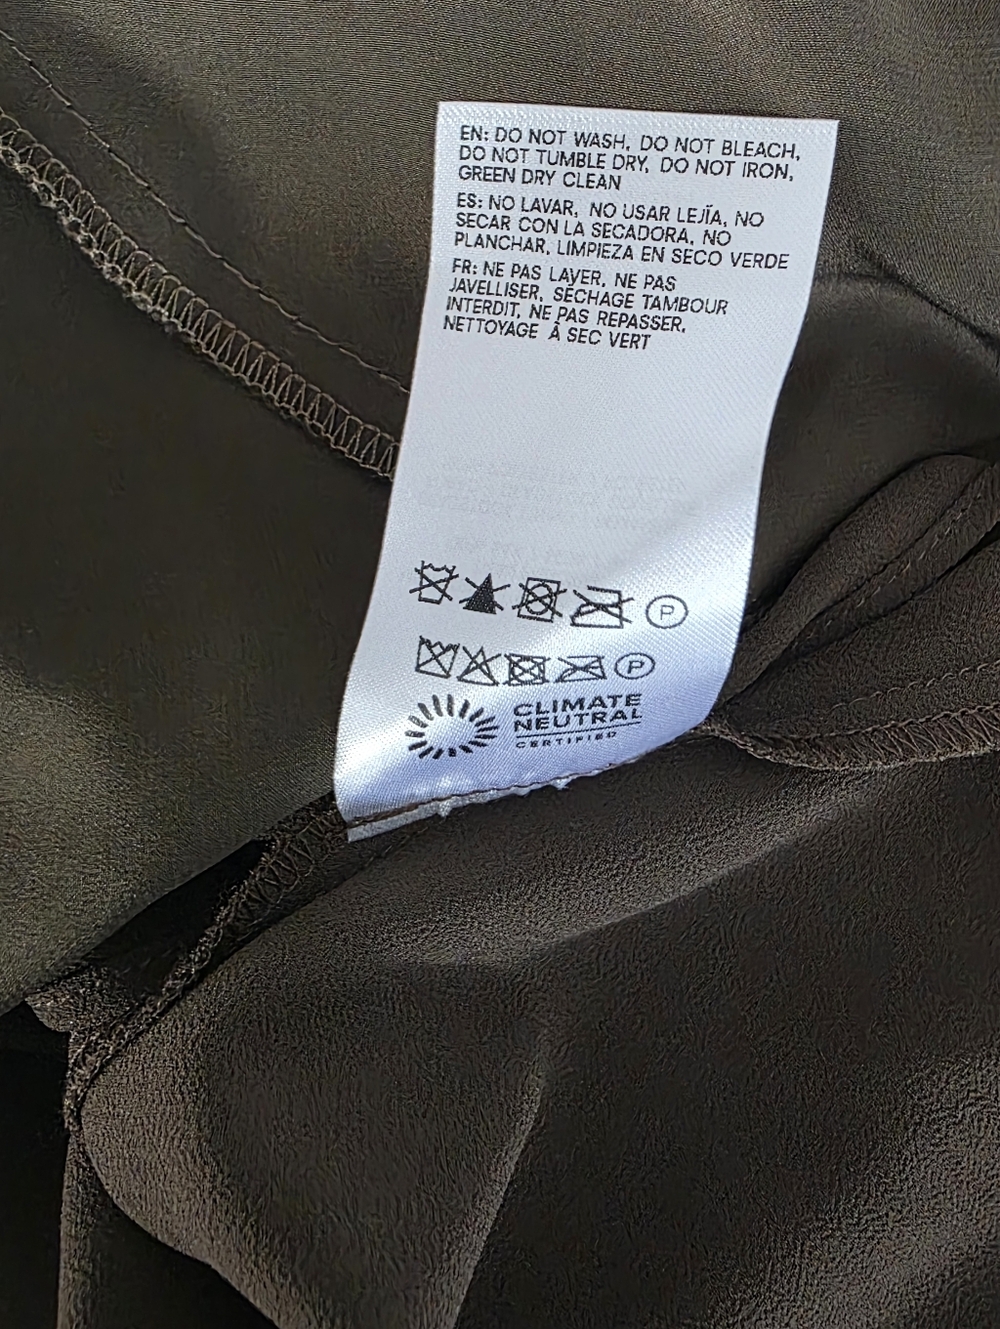 EN: DO NOT WASH, DO NOT BLEACH,
DO NOT TUMBLE DRY, DO NOT IRON,
GREEN DRY CLEAN
ES: NO LAVAR, NO USAR LEJÍA, NO
SECAR CON LA SECADORA, NO
PLANCHAR, LIMPIEZA EN SECO VERDE
FR: NE PAS LAVER, NE PAS
JAVELLISER, SÉCHAGE TAMBOUR
INTERDIT, NE PAS REPASSER,
NETTOYAGE À SEC VERT
P
P
CLIMATE
NEUTRAL
CERTIFIED